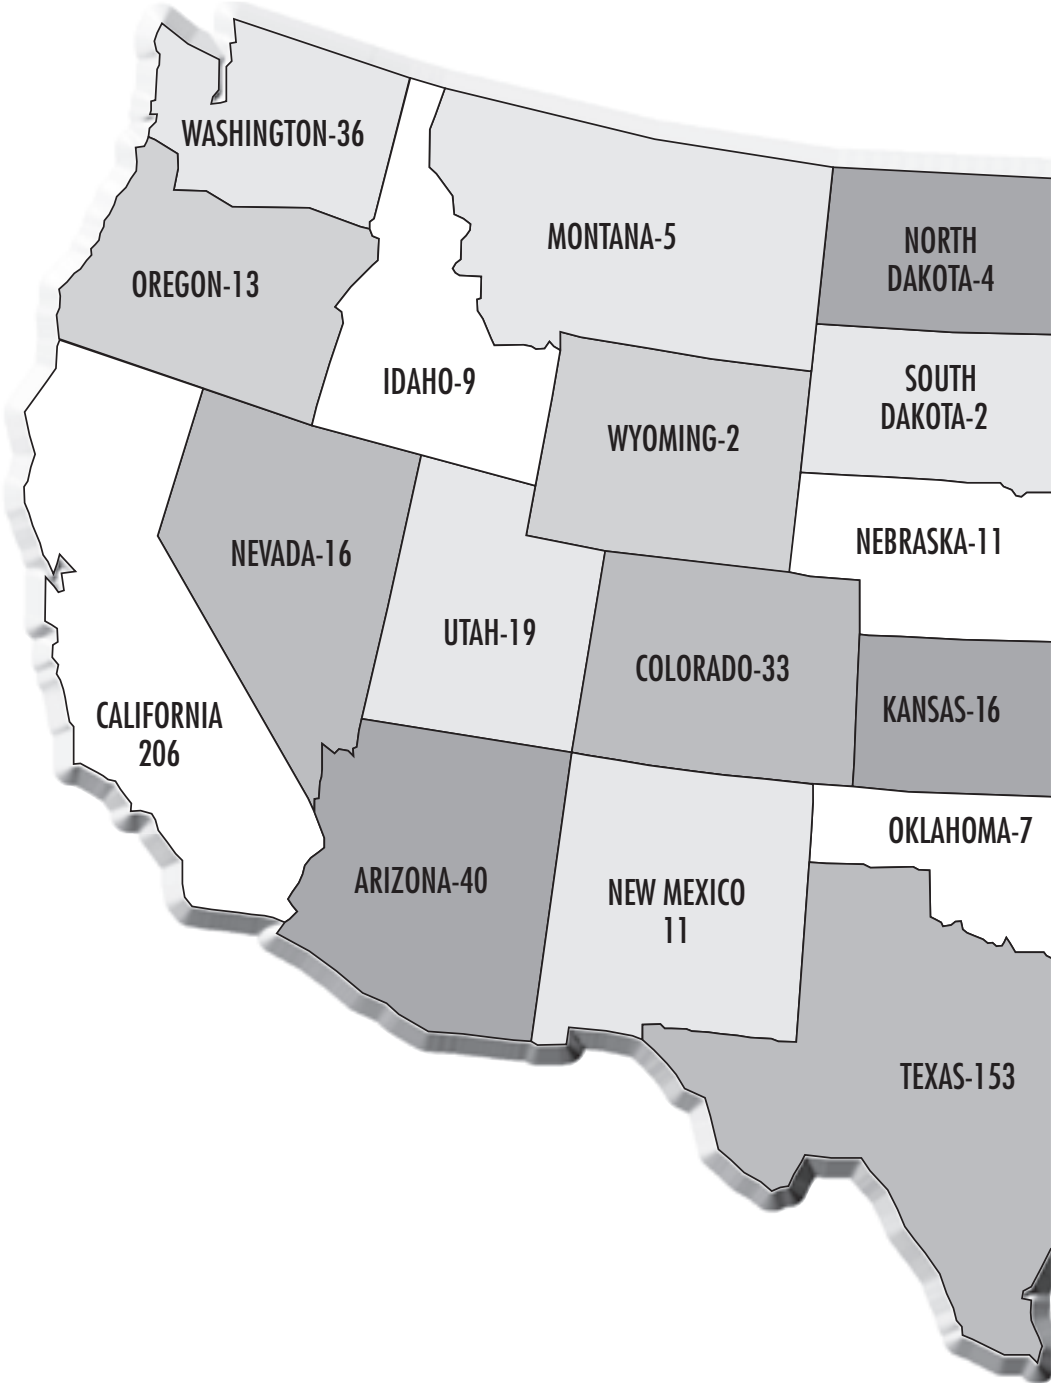 WASHINGTON-36
MONTANA-5
NORTH
DAKOTA-4
OREGON-13
IDAHO-9
SOUTH
DAKOTA-2
WYOMING-2
NEBRASKA-11
NEVADA-16
UTAH-19
COLORADO-33
KANSAS-16
CALIFORNIA
206
OKLAHOMA-7
ARIZONA-40
NEW MEXICO
11
TEXAS-153